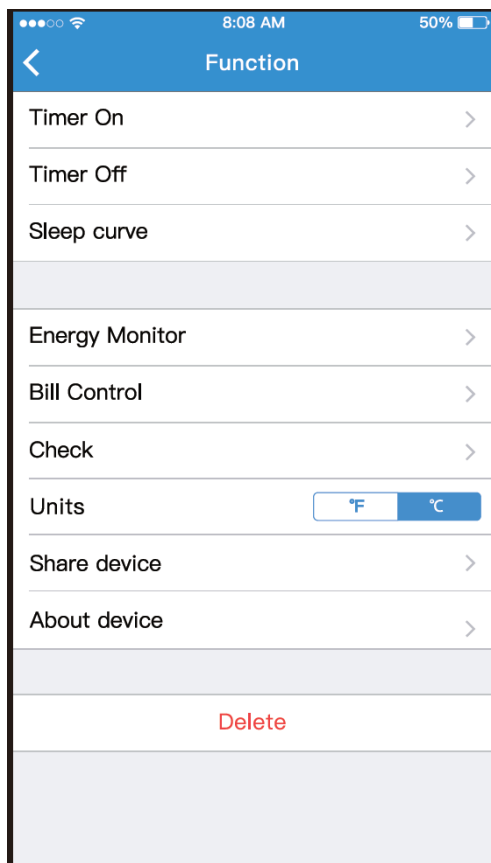 8:08 AM 50%
Function
Timer On
Timer Off
Sleep curve
Energy Monitor
Bill Control
Check
Units °F °C
Share device
About device
Delete